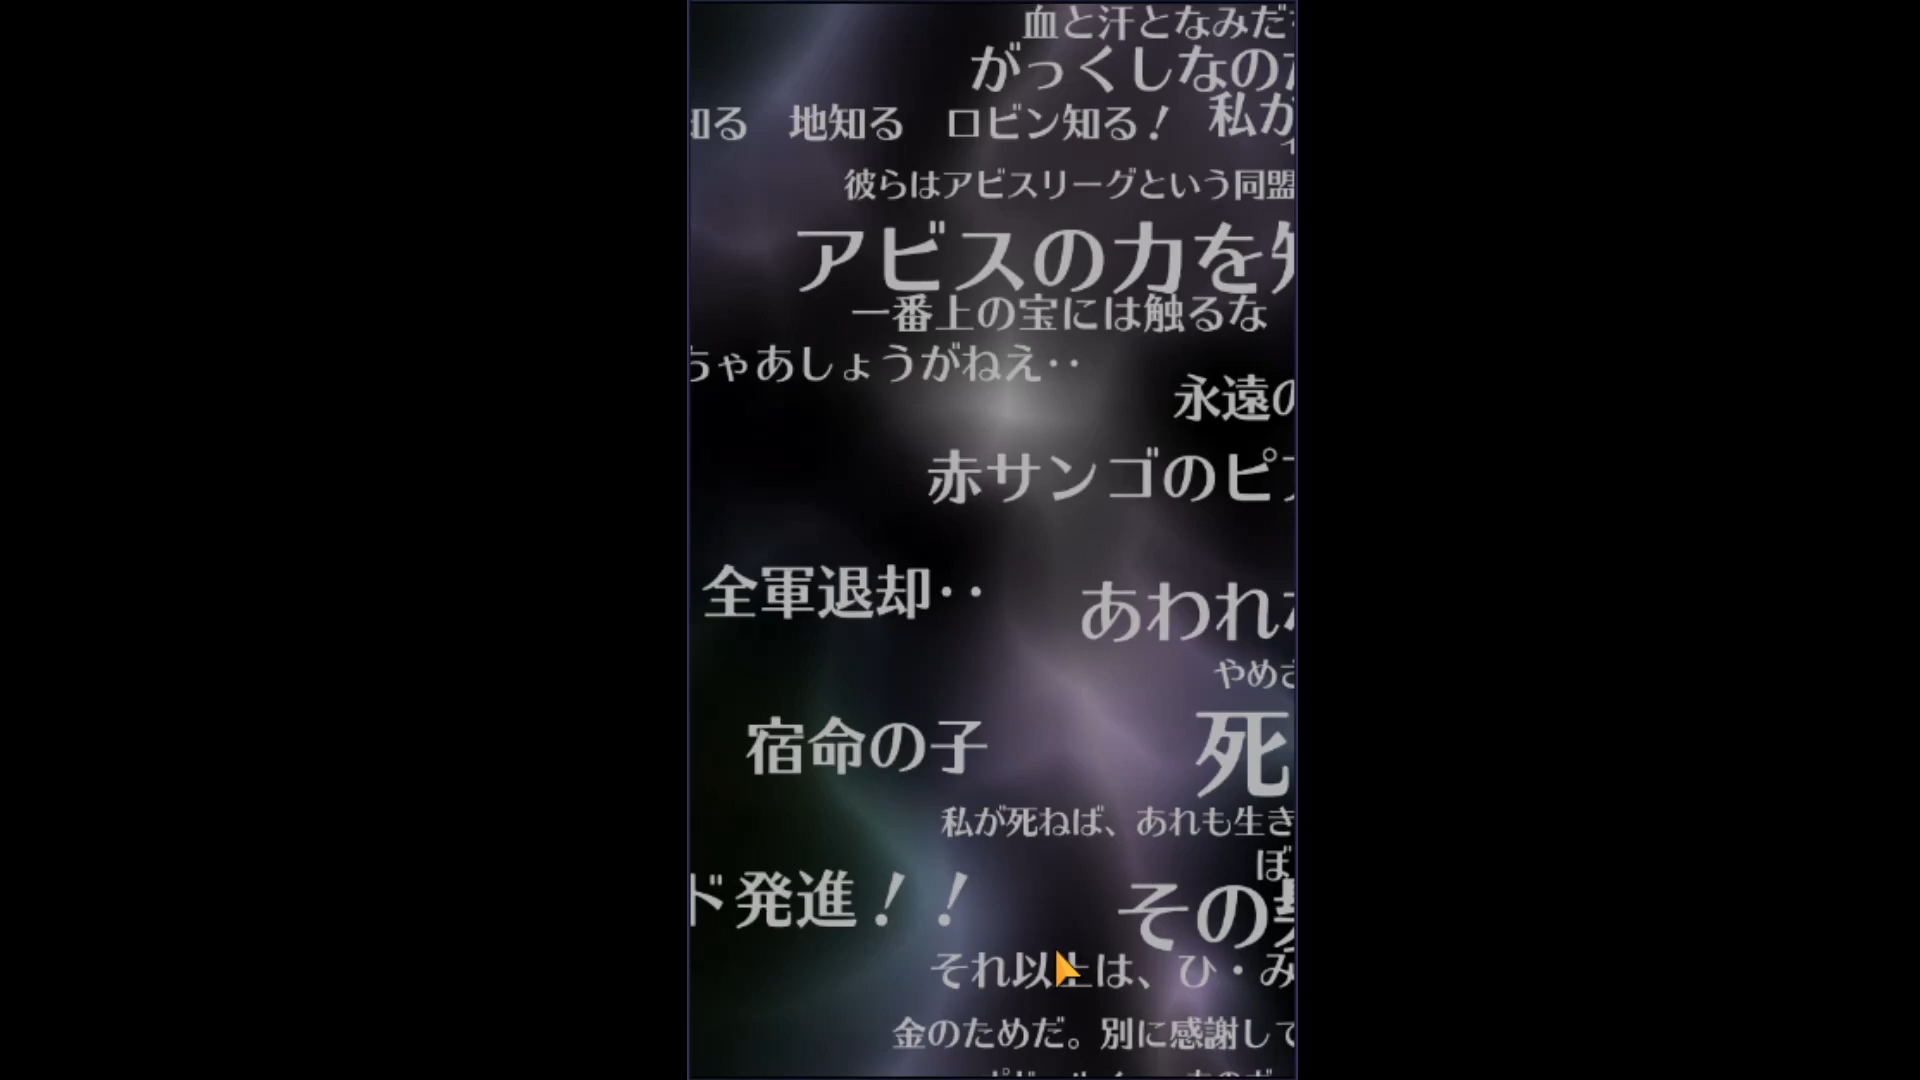 血と汗となみだ
がっくしなの
知る　地知る　ロビン知る！
私が
彼らはアビスリーグという同盟
アビスの力を
一番上の宝には触るな
ちゃあしょうがねえ‥
永遠の
赤サンゴのピ
全軍退却‥
あわれ
やめ
宿命の子
死
私が死ねば、あれも生き
ぼ
ド発進！！
その
それ以上は、ひ・み
金のためだ。別に感謝して